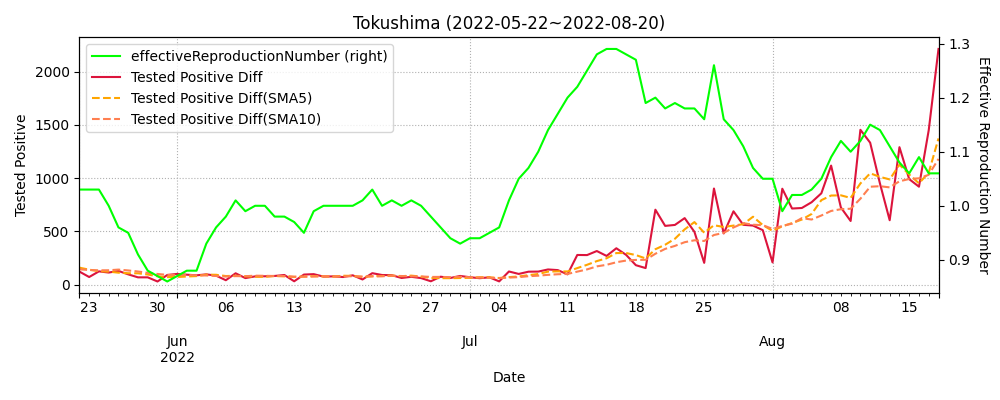 Tokushima (2022-05-22~2022-08-20)
effectiveReproductionNumber (right)
Tested Positive Diff
Tested Positive Diff(SMA5)
Tested Positive Diff(SMA10)
Tested Positive
2000
1500
1000
500
0
Effective Reproduction Number
1.3
1.2
1.1
1.0
0.9
23 30 06 13 20 27 04 11 18 25 08 15
Jun Jul Aug
2022
Date